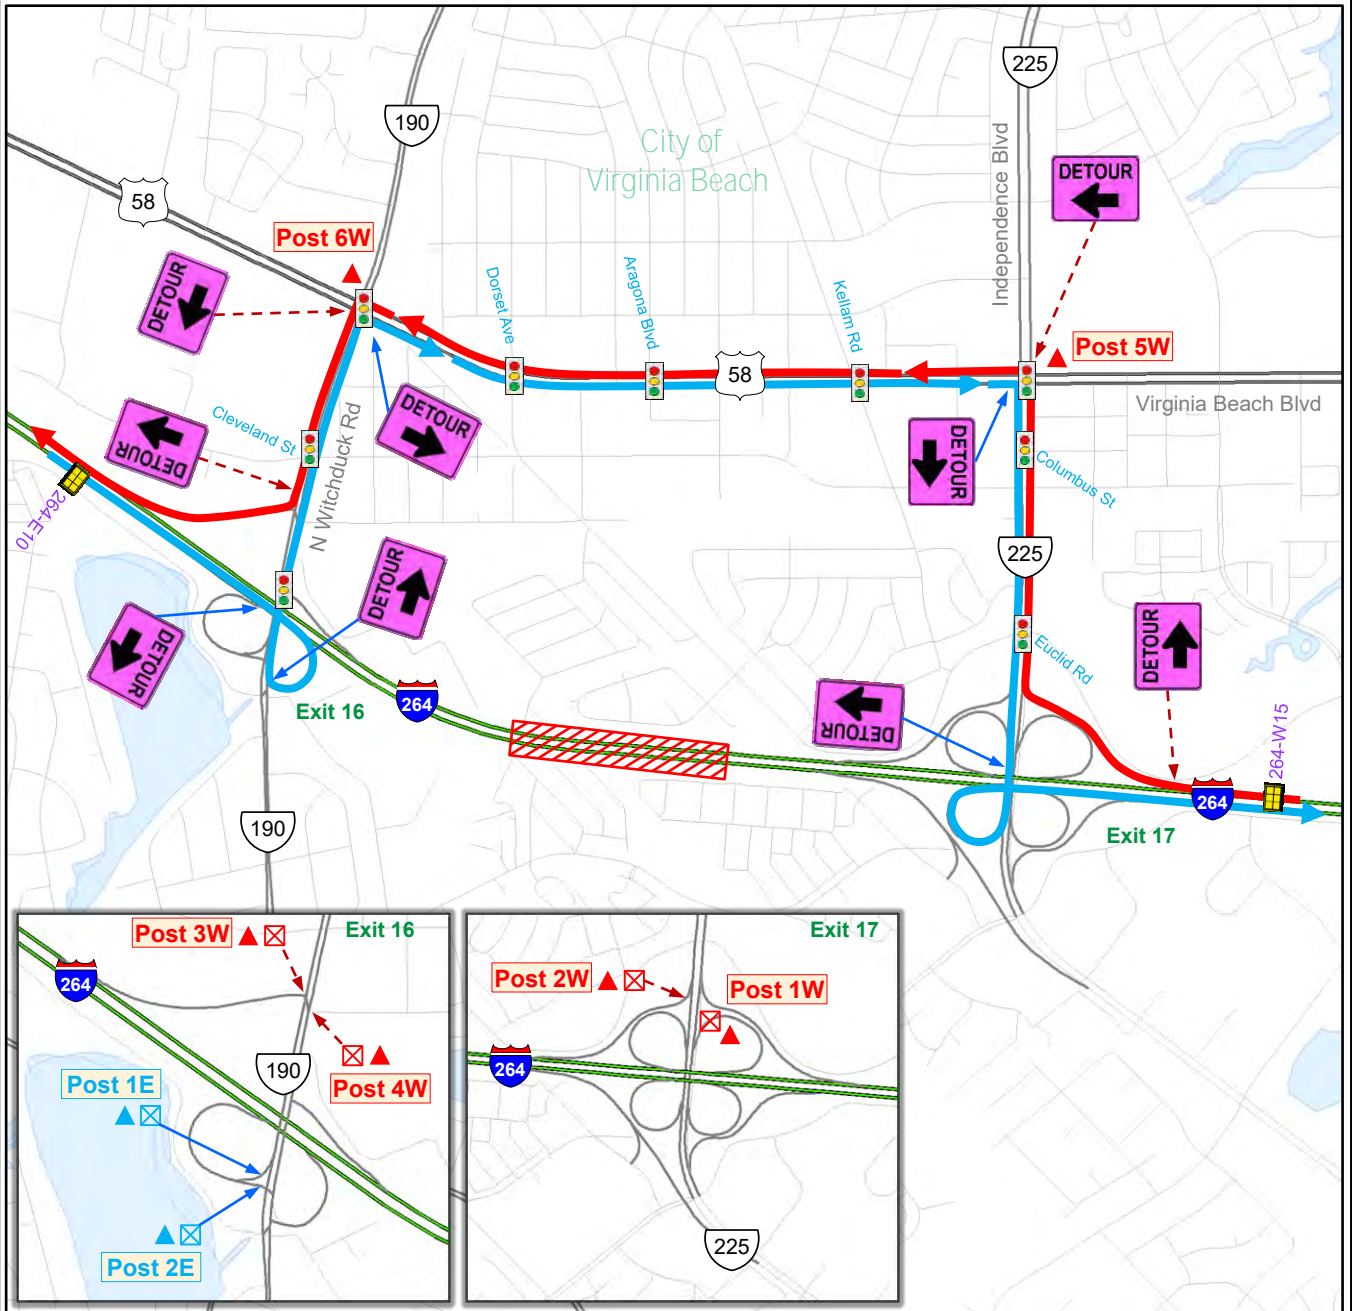 225
190
City of
Virginia Beach
Independence Blvd
DETOUR
58
Post 6W
DETOUR
Dorset Ave
Aragona Blvd
Kellam Rd
Post 5W
58
Virginia Beach Blvd
DETOUR
Cleveland St
DETOUR
N Witchduck Rd
DETOUR
Columbus St
264-E10
225
DETOUR
DETOUR
Euclid Rd
DETOUR
DETOUR
Exit 16
264
264-W15
264
190
Exit 17
Post 3W
Exit 16
264
190
Post 1E
Post 4W
Post 2E
Exit 17
Post 2W
Post 1W
264
225